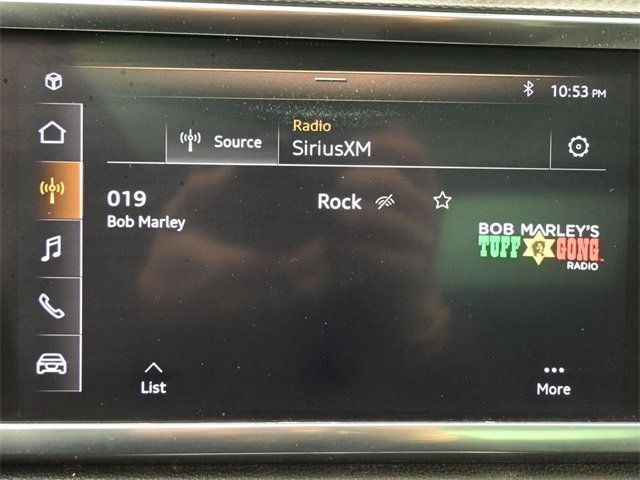 10:53 PM
Radio
Source
SiriusXM
019
Rock
Bob Marley
BOB MARLEY'S
TUFF GONG
RADIO
List
More